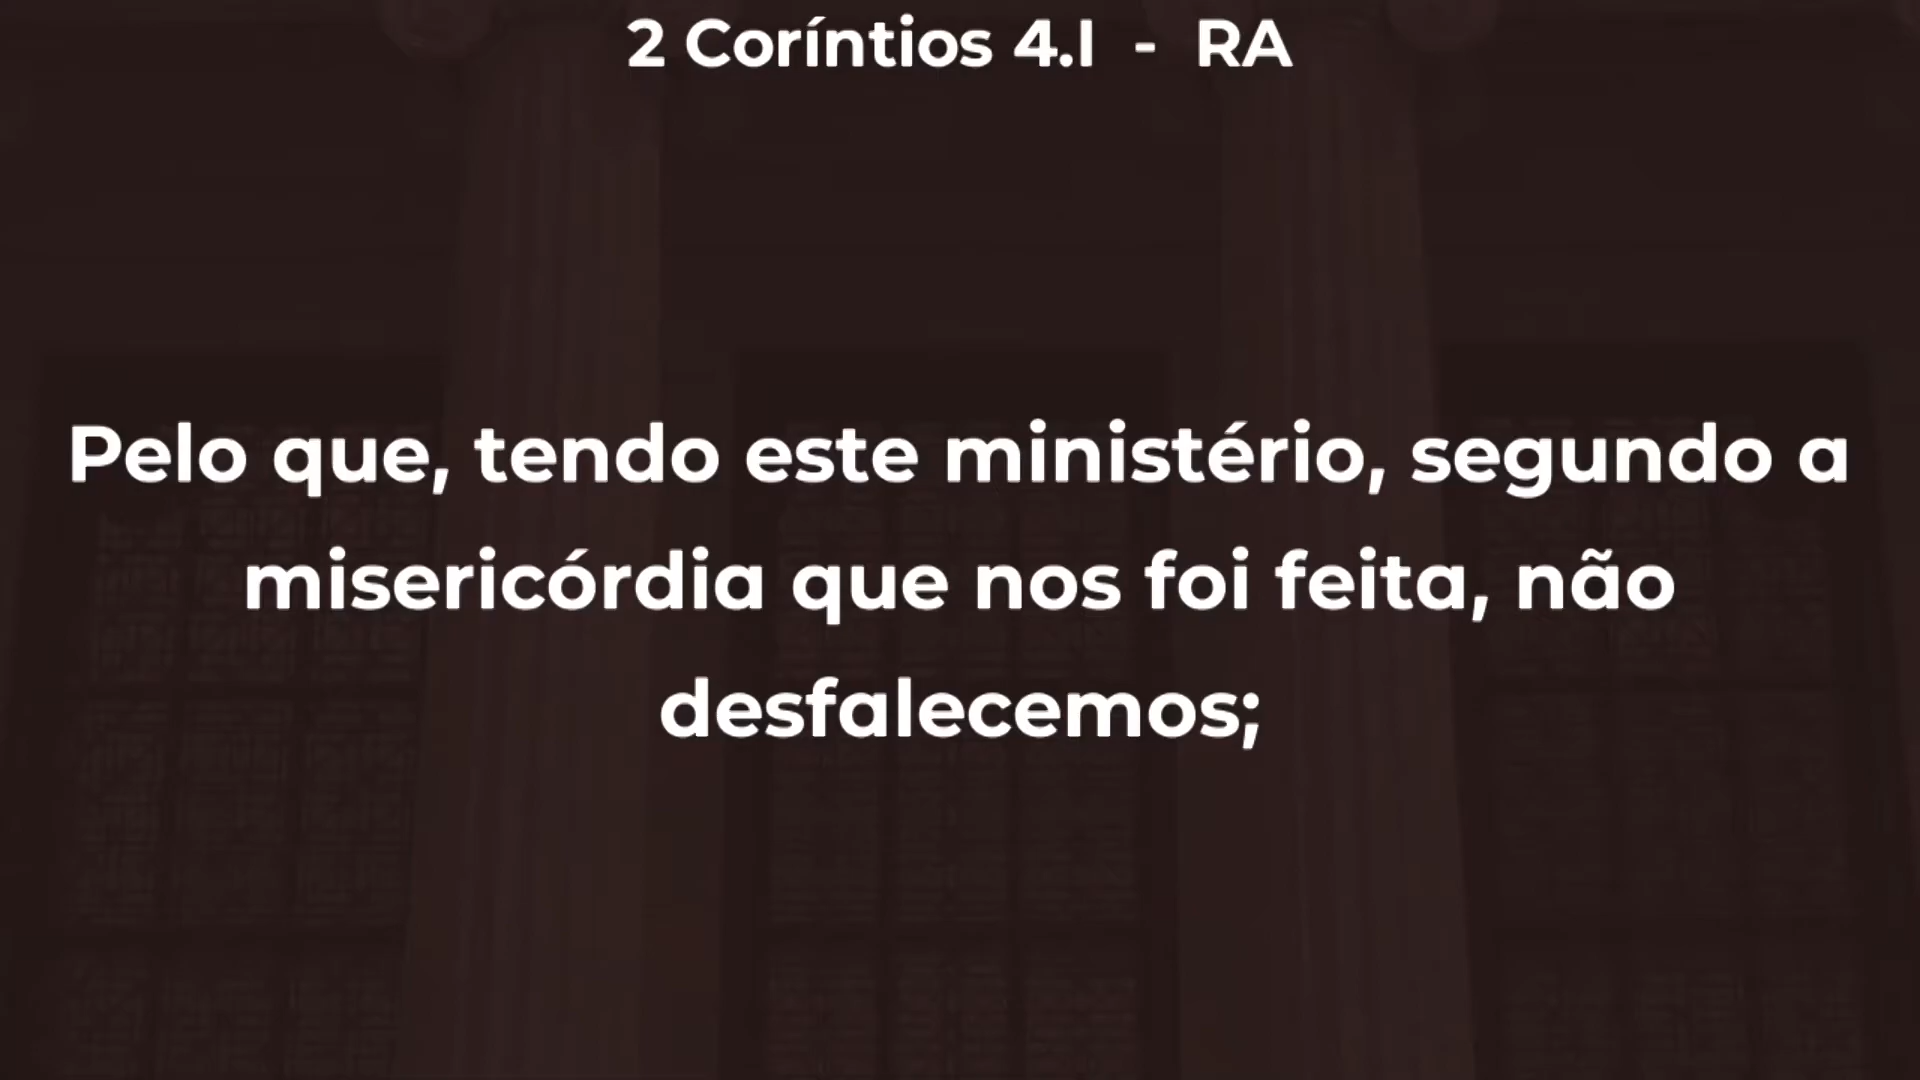 2 Coríntios 4.1 - RA
Pelo que, tendo este ministério, segundo a
misericórdia que nos foi feita, não
desfalecemos;